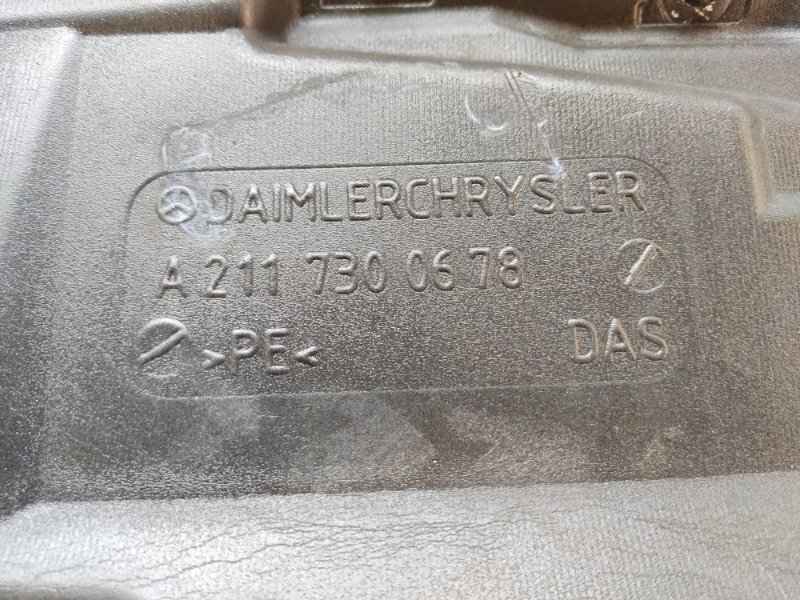 DAIMLERCHRYSLER
A 211 730 06 78
>PE< DAS